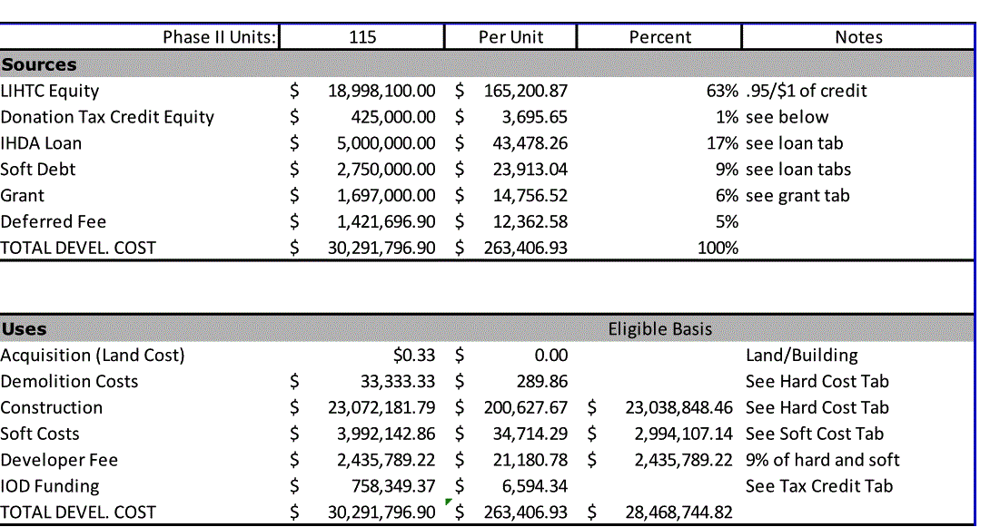 Phase II Units: 115 Per Unit Percent Notes
Sources
LIHTC Equity $ 18,998,100.00 $ 165,200.87 63% .95/$1 of credit
Donation Tax Credit Equity $ 425,000.00 $ 3,695.65 1% see below
IHDA Loan $ 5,000,000.00 $ 43,478.26 17% see loan tab
Soft Debt $ 2,750,000.00 $ 23,913.04 9% see loan tabs
Grant $ 1,697,000.00 $ 14,756.52 6% see grant tab
Deferred Fee $ 1,421,696.90 $ 12,362.58 5%
TOTAL DEVEL. COST $ 30,291,796.90 $ 263,406.93 100%
Uses Eligible Basis
Acquisition (Land Cost) $0.33 $ 0.00 Land/Building
Demolition Costs $ 33,333.33 $ 289.86 See Hard Cost Tab
Construction $ 23,072,181.79 $ 200,627.67 $ 23,038,848.46 See Hard Cost Tab
Soft Costs $ 3,992,142.86 $ 34,714.29 $ 2,994,107.14 See Soft Cost Tab
Developer Fee $ 2,435,789.22 $ 21,180.78 $ 2,435,789.22 9% of hard and soft
IOD Funding $ 758,349.37 $ 6,594.34 See Tax Credit Tab
TOTAL DEVEL. COST $ 30,291,796.90 $ 263,406.93 $ 28,468,744.82